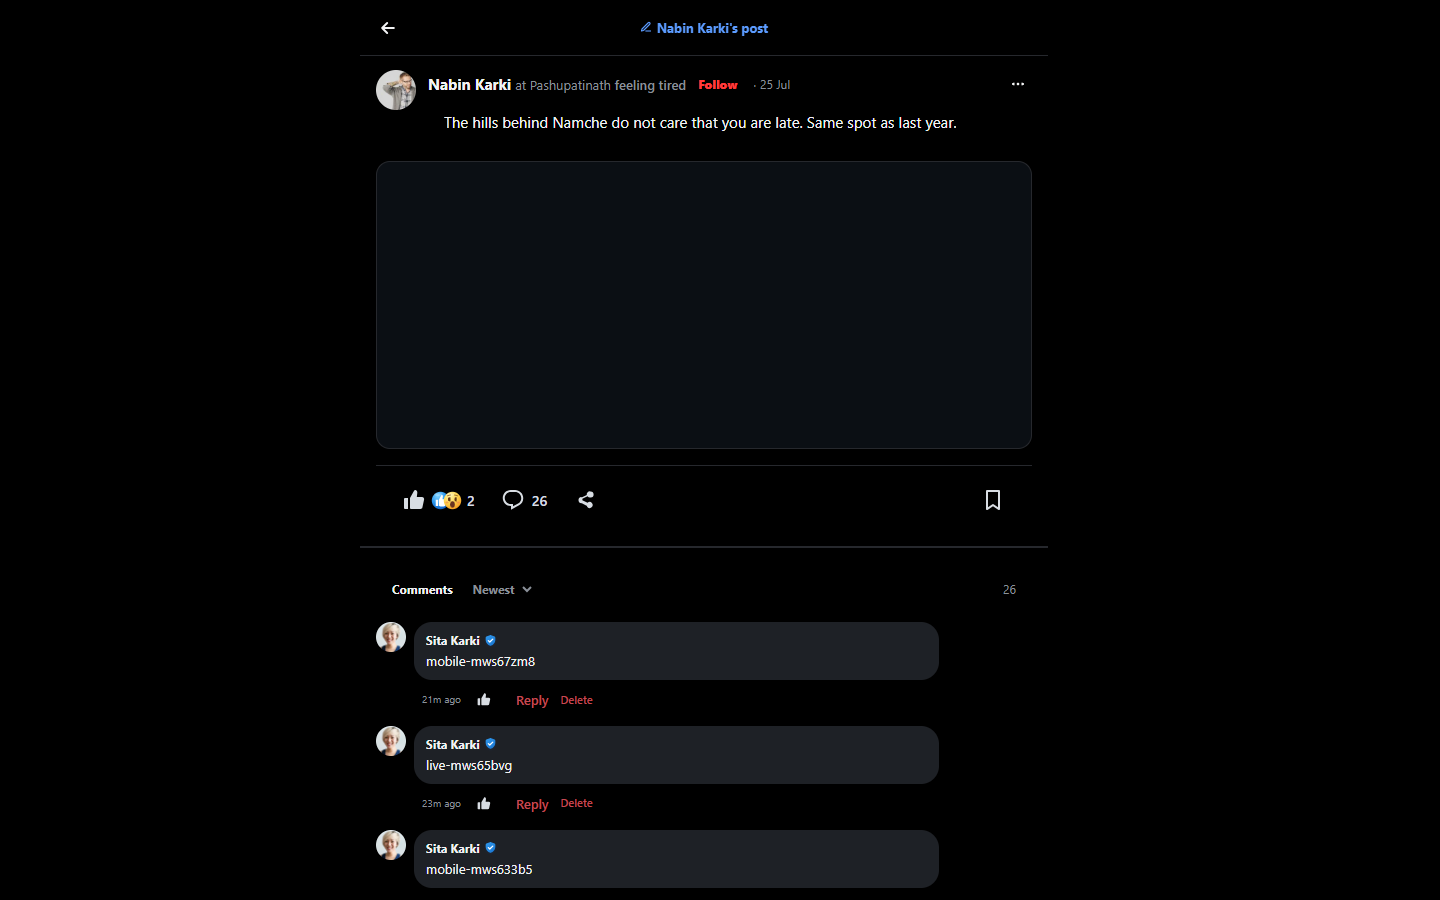 Nabin Karki's post
Nabin Karki at Pashupatinath feeling tired Follow · 25 Jul
The hills behind Namche do not care that you are late. Same spot as last year.
2 26
Comments Newest 26
Sita Karki
mobile-mws67zm8
21m ago Reply Delete
Sita Karki
live-mws65bvg
23m ago Reply Delete
Sita Karki
mobile-mws633b5